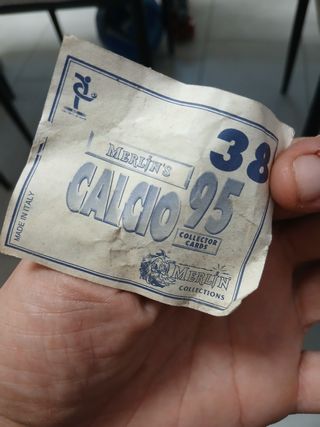 38
MERLIN'S
CALCIO 95
COLLECTOR
CARDS
MADE IN ITALY
MERLIN
COLLECTIONS